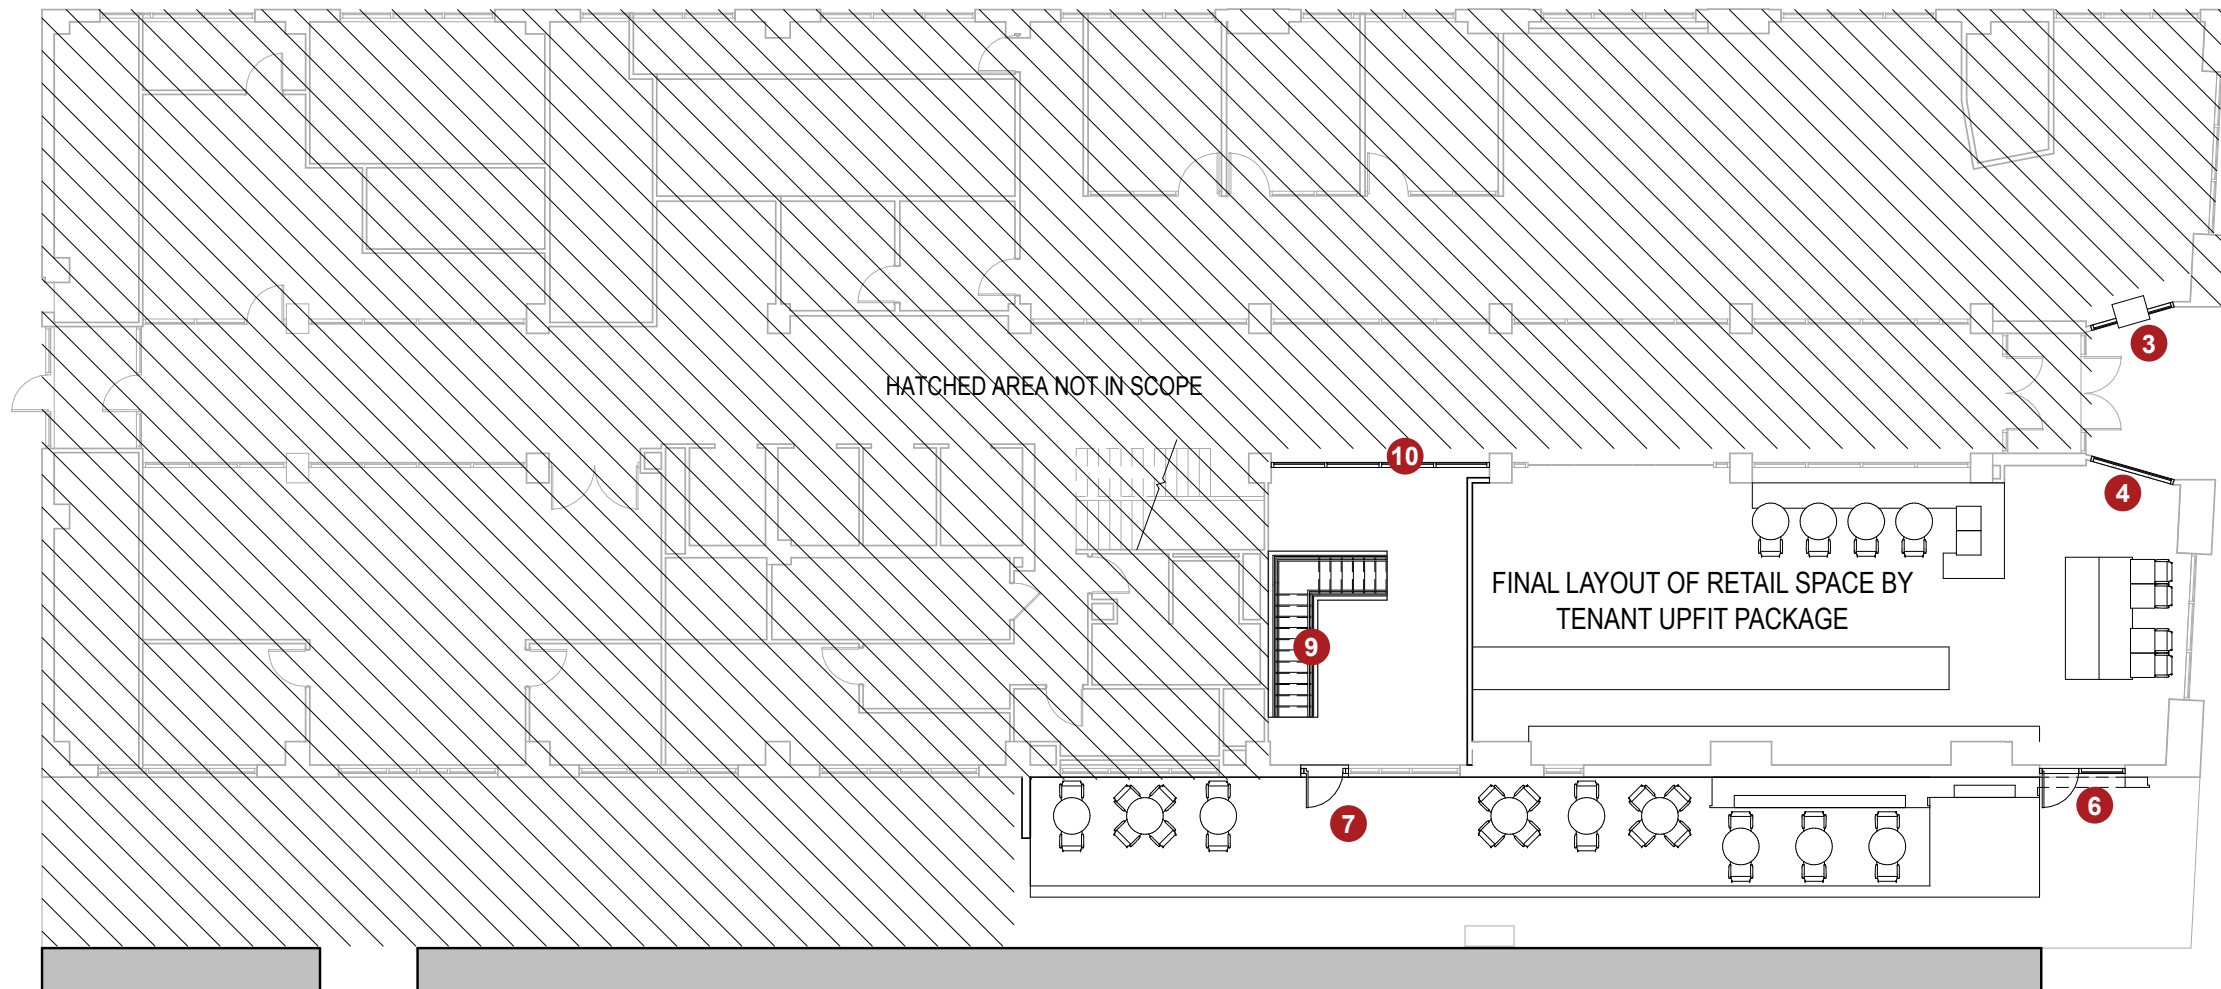 3
HATCHED AREA NOT IN SCOPE
10
4
FINAL LAYOUT OF RETAIL SPACE BY
TENANT UPFIT PACKAGE
9
6
7